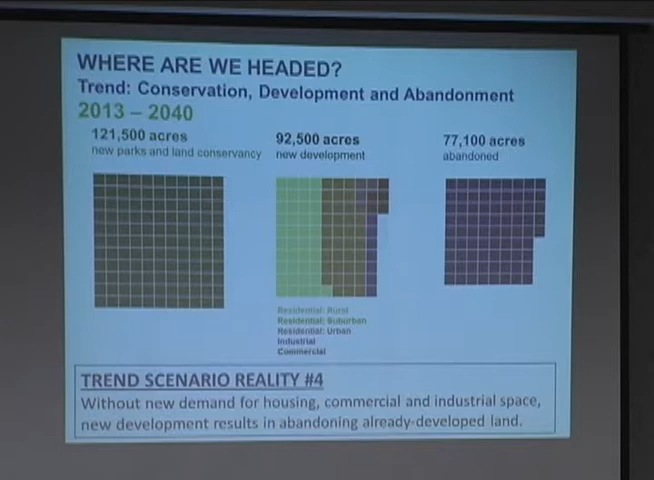 WHERE ARE WE HEADED?
Trend: Conservation, Development and Abandonment
2013 – 2040
121,500 acres
new parks and land conservancy
92,500 acres
new development
77,100 acres
abandoned
Residential: Rural
Residential: Suburban
Residential: Urban
Industrial
Commercial
TREND SCENARIO REALITY #4
Without new demand for housing, commercial and industrial space,
new development results in abandoning already-developed land.